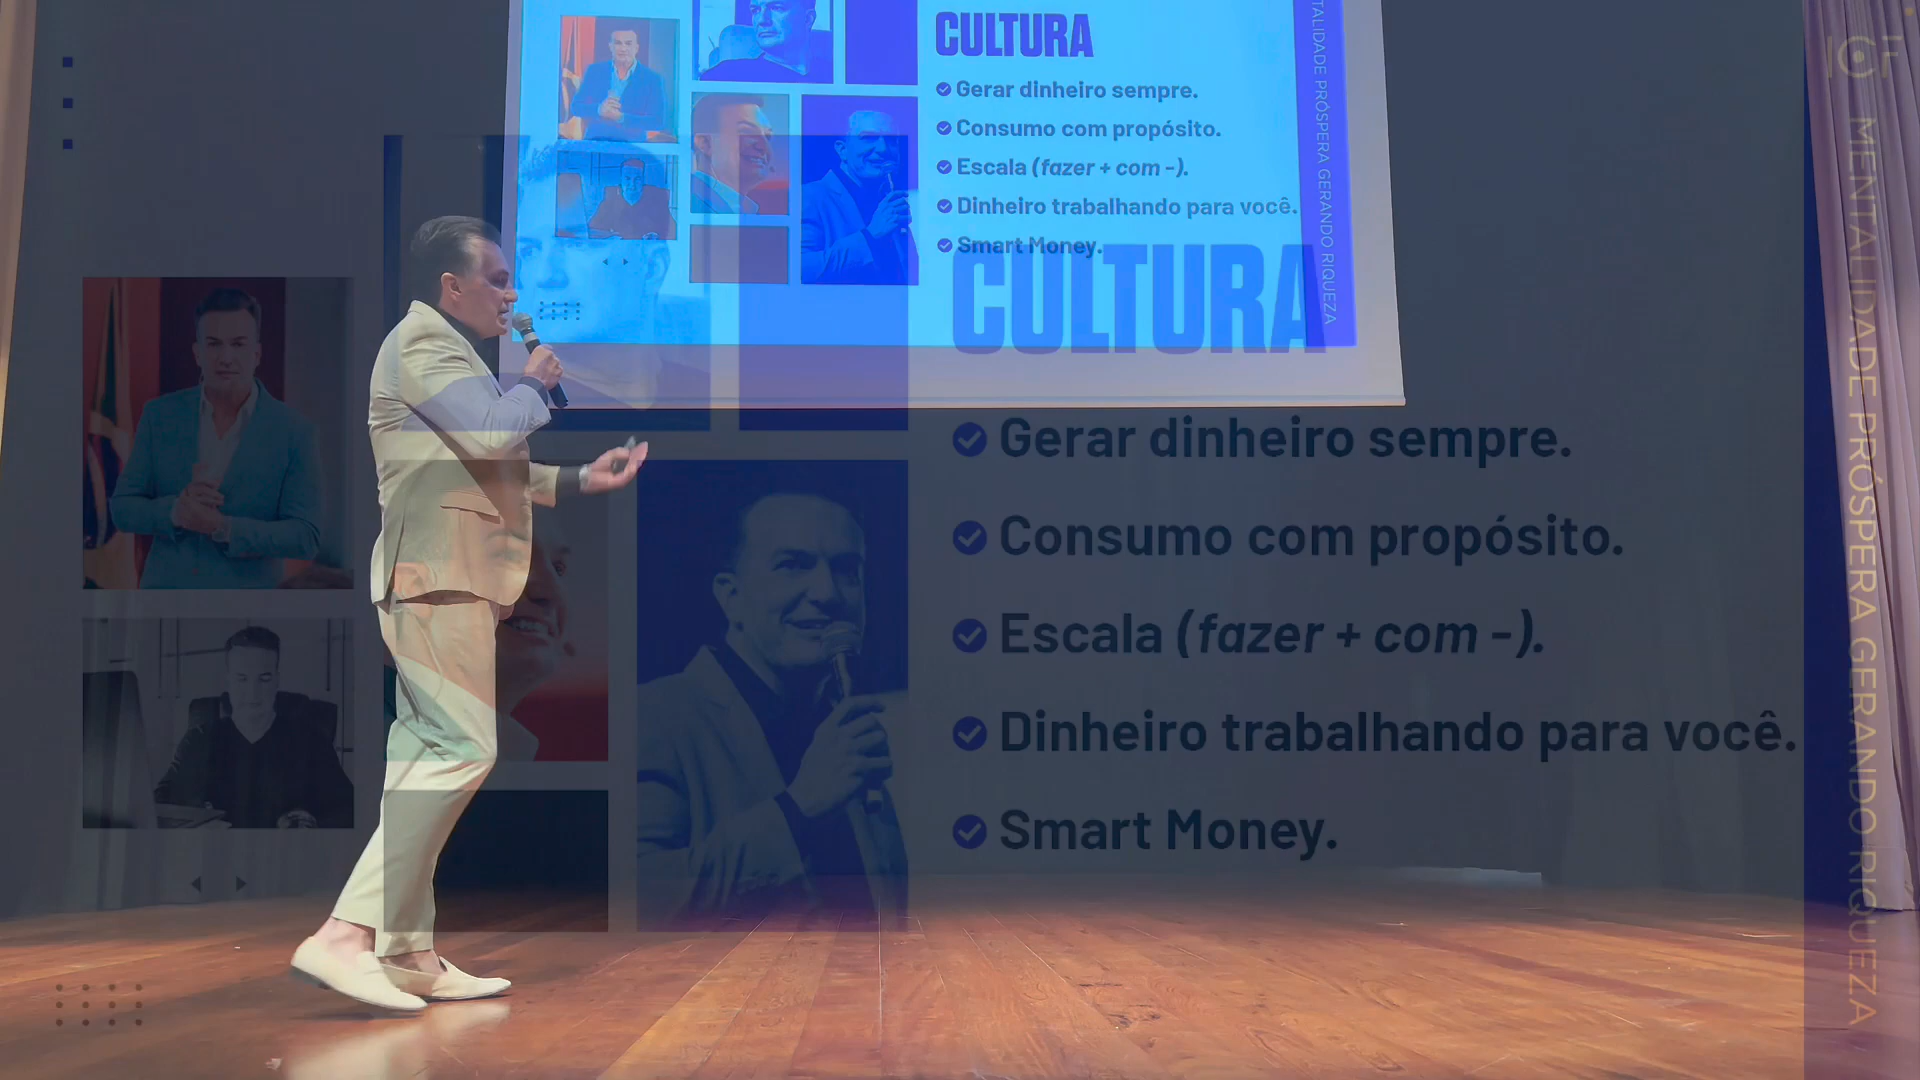 CULTURA
Gerar dinheiro sempre.
Consumo com propósito.
Escala (fazer + com -).
Dinheiro trabalhando para você.
Smart Money.
TALIDADE PRÓSPERA GERANDO RIQUEZA
CULTURA
Gerar dinheiro sempre.
Consumo com propósito.
Escala (fazer + com -).
Dinheiro trabalhando para você.
Smart Money.
MENTALIDADE PRÓSPERA GERANDO RIQUEZA